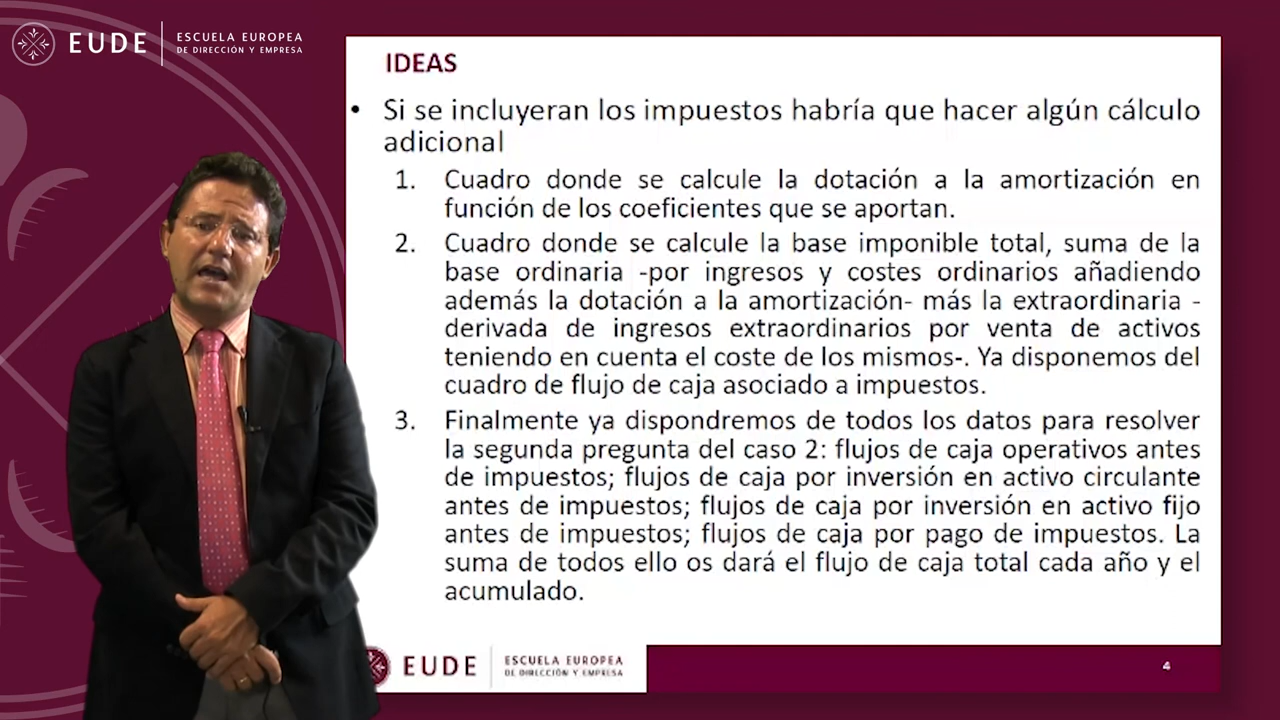 EUDE
ESCUELA EUROPEA
DE DIRECCIÓN Y EMPRESA
IDEAS
• Si se incluyeran los impuestos habría que hacer algún cálculo
adicional
1. Cuadro donde se calcule la dotación a la amortización en
función de los coeficientes que se aportan.
2. Cuadro donde se calcule la base imponible total, suma de la
base ordinaria -por ingresos y costes ordinarios añadiendo
además la dotación a la amortización- más la extraordinaria -
derivada de ingresos extraordinarios por venta de activos
teniendo en cuenta el coste de los mismos-. Ya disponemos del
cuadro de flujo de caja asociado a impuestos.
3. Finalmente ya dispondremos de todos los datos para resolver
la segunda pregunta del caso 2: flujos de caja operativos antes
de impuestos; flujos de caja por inversión en activo circulante
antes de impuestos; flujos de caja por inversión en activo fijo
antes de impuestos; flujos de caja por pago de impuestos. La
suma de todos ello os dará el flujo de caja total cada año y el
acumulado.
EUDE
ESCUELA EUROPEA
DE DIRECCIÓN Y EMPRESA
4